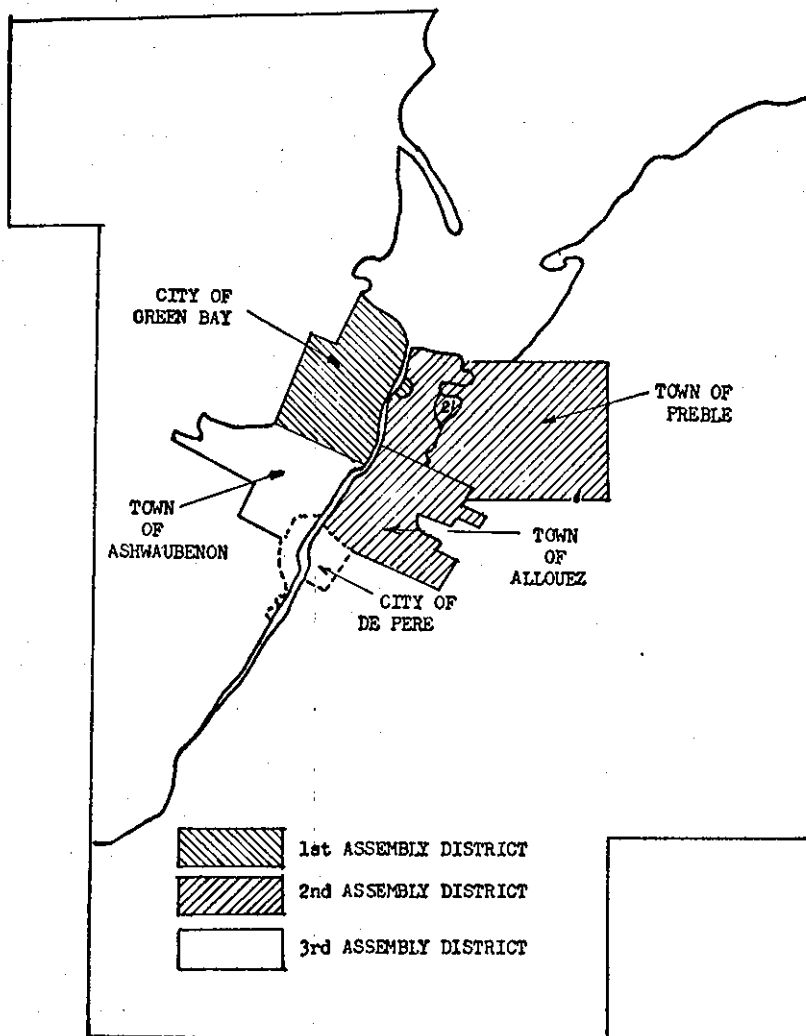 CITY OF
GREEN BAY
21
TOWN OF
PREBLE
TOWN
OF
ASHWAUBENON
TOWN
OF
ALLOUEZ
CITY OF
DE PERE
1st ASSEMBLY DISTRICT
2nd ASSEMBLY DISTRICT
3rd ASSEMBLY DISTRICT